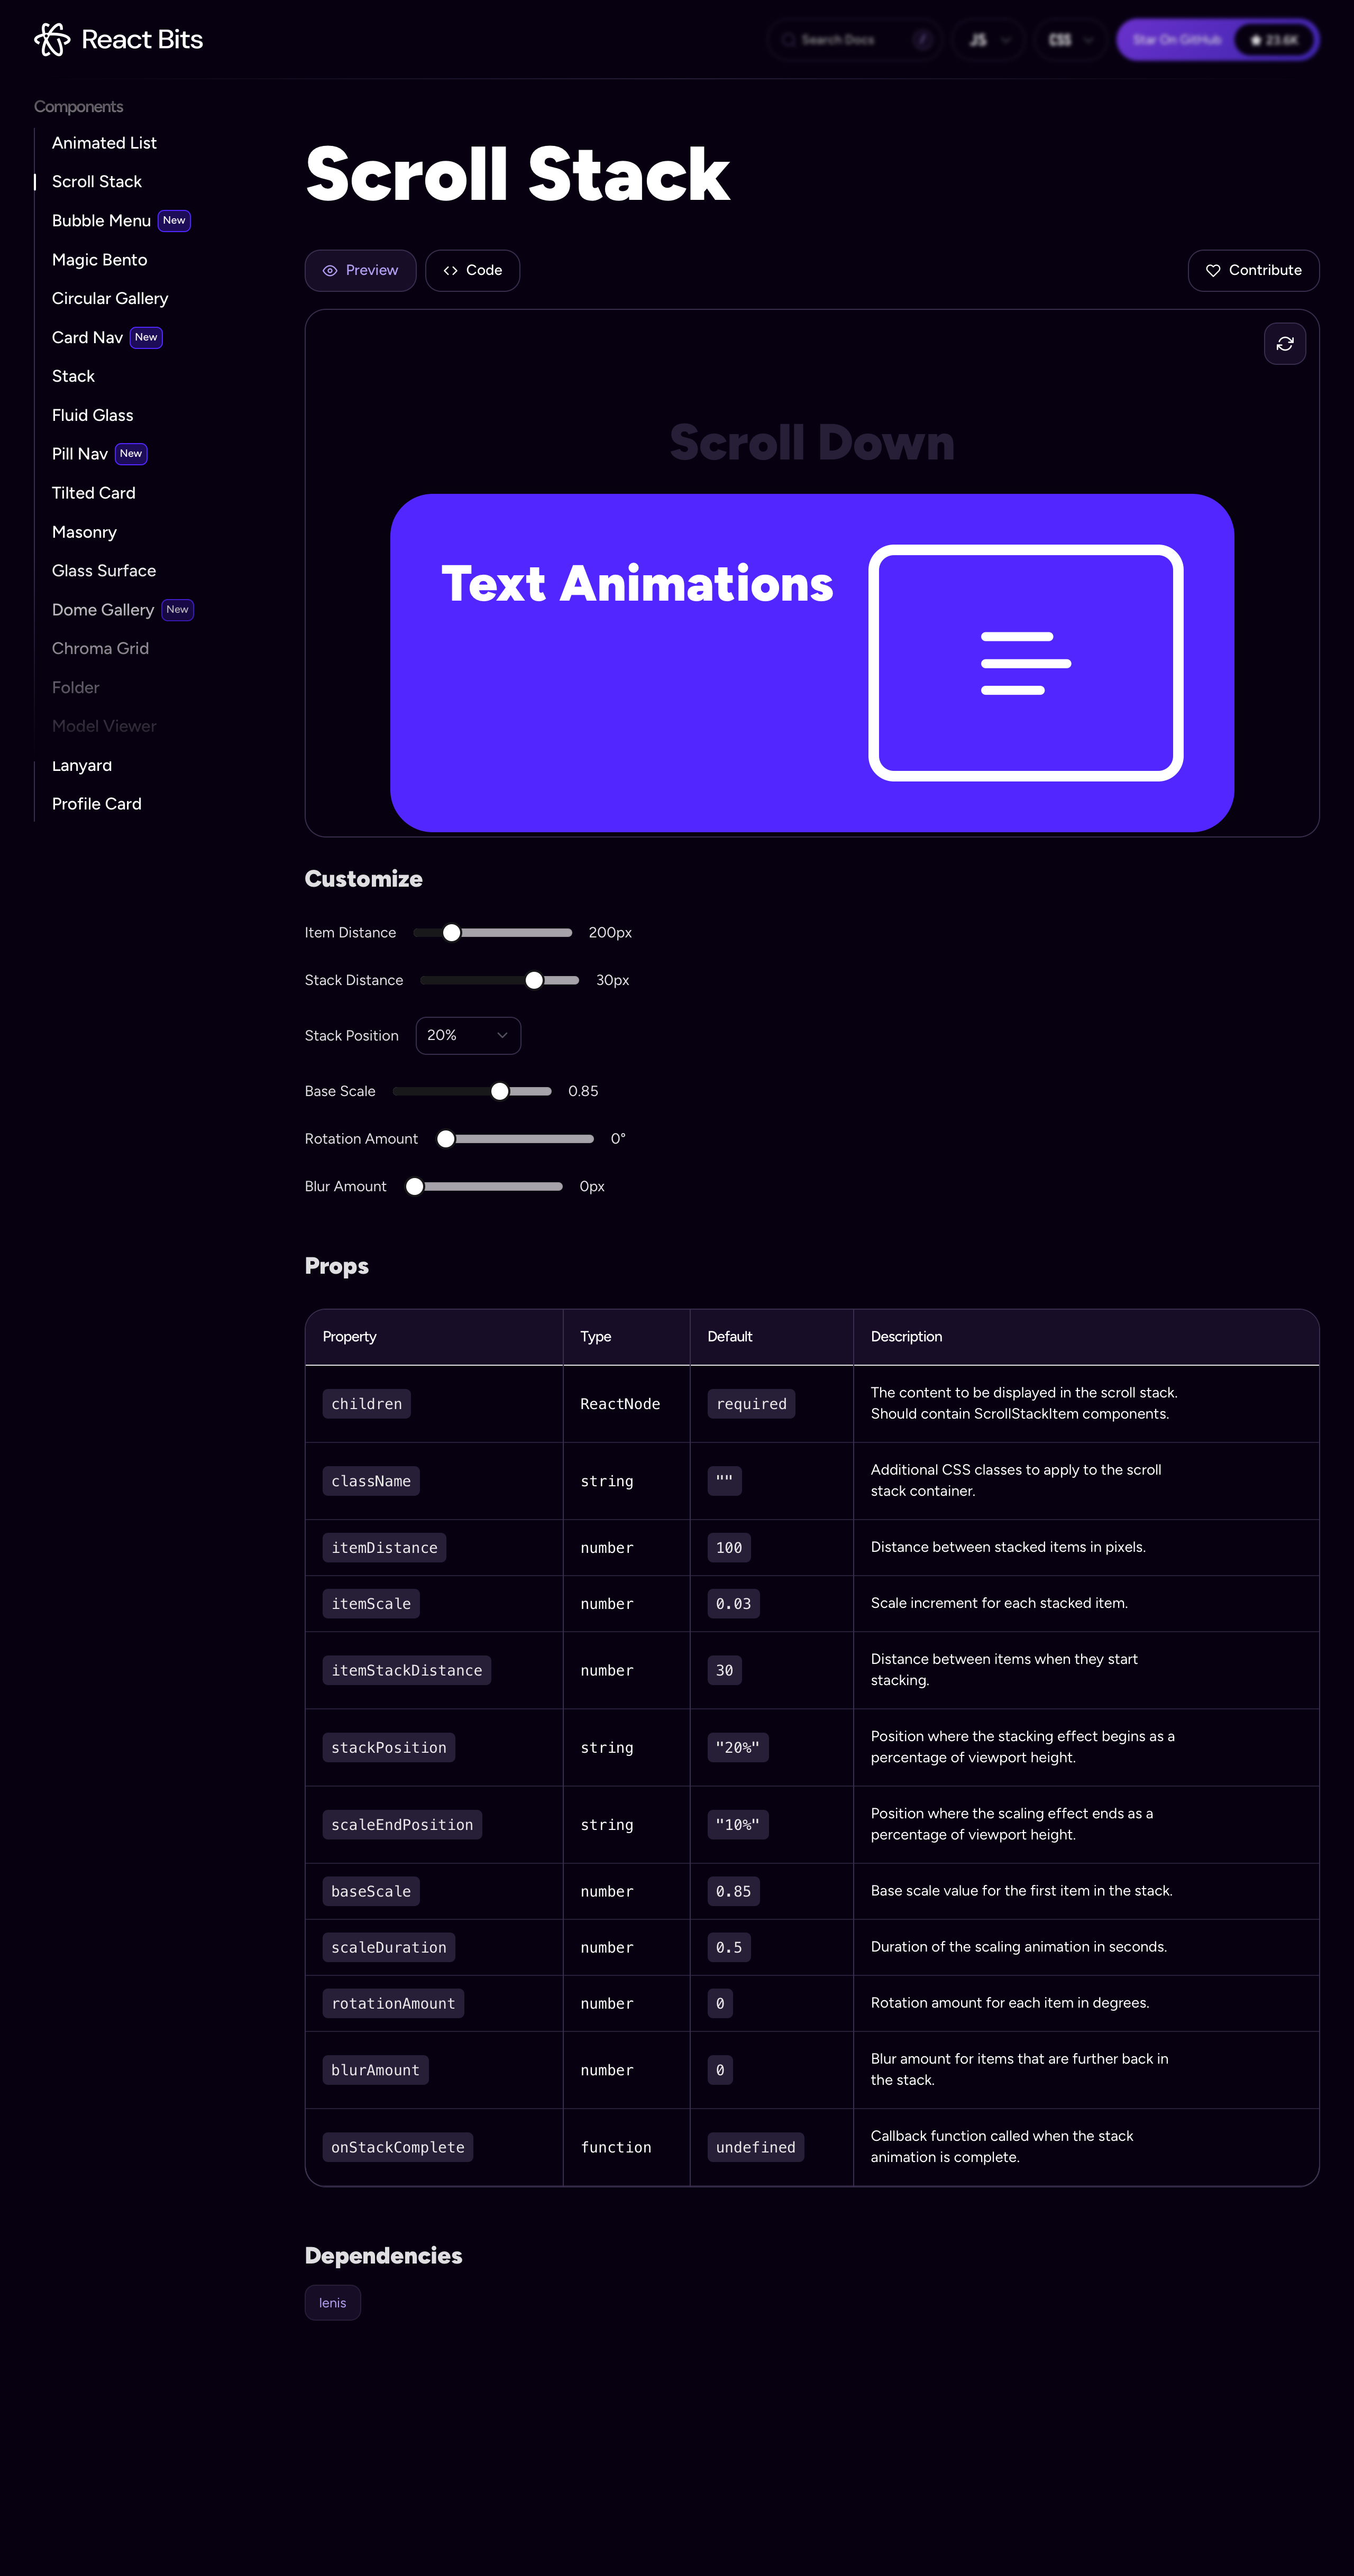 React Bits
Search Docs /
JS
CSS
Star On GitHub
23.6K
Components
Animated List
Scroll Stack
Bubble Menu New
Magic Bento
Circular Gallery
Card Nav New
Stack
Fluid Glass
Pill Nav New
Tilted Card
Masonry
Glass Surface
Dome Gallery New
Chroma Grid
Folder
Model Viewer
Lanyard
Profile Card
Scroll Stack
Preview
Code
Contribute
Scroll Down
Text Animations
Customize
Item Distance 200px
Stack Distance 30px
Stack Position 20%
Base Scale 0.85
Rotation Amount 0°
Blur Amount 0px
Props
Property Type Default Description
children ReactNode required The content to be displayed in the scroll stack.
Should contain ScrollStackItem components.
className string "" Additional CSS classes to apply to the scroll
stack container.
itemDistance number 100 Distance between stacked items in pixels.
itemScale number 0.03 Scale increment for each stacked item.
itemStackDistance number 30 Distance between items when they start
stacking.
stackPosition string "20%" Position where the stacking effect begins as a
percentage of viewport height.
scaleEndPosition string "10%" Position where the scaling effect ends as a
percentage of viewport height.
baseScale number 0.85 Base scale value for the first item in the stack.
scaleDuration number 0.5 Duration of the scaling animation in seconds.
rotationAmount number 0 Rotation amount for each item in degrees.
blurAmount number 0 Blur amount for items that are further back in
the stack.
onStackComplete function undefined Callback function called when the stack
animation is complete.
Dependencies
lenis